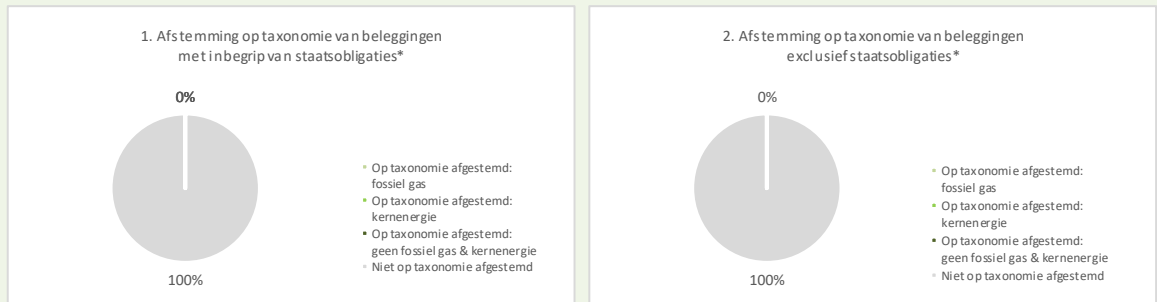 1. Afstemming op taxonomie van beleggingen
met inbegrip van staatsobligaties*
0%
Op taxonomie afgestemd:
fossiel gas
Op taxonomie afgestemd:
kernenergie
Op taxonomie afgestemd:
geen fossiel gas & kernenergie
Niet op taxonomie afgestemd
100%
2. Afstemming op taxonomie van beleggingen
exclusief staatsobligaties*
0%
Op taxonomie afgestemd:
fossiel gas
Op taxonomie afgestemd:
kernenergie
Op taxonomie afgestemd:
geen fossiel gas & kernenergie
Niet op taxonomie afgestemd
100%